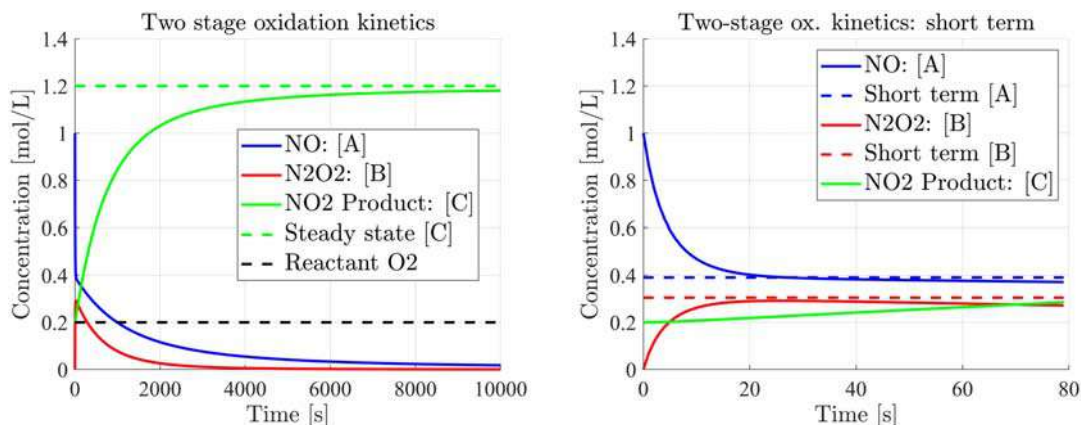 Two stage oxidation kinetics
1.4
1.2
1
0.8
0.6
0.4
0.2
0
Concentration [mol/L]
NO: [A]
N2O2: [B]
NO2 Product: [C]
Steady state [C]
Reactant O2
0 2000 4000 6000 8000 10000
Time [s]
Two-stage ox. kinetics: short term
1.4
1.2
1
0.8
0.6
0.4
0.2
0
Concentration [mol/L]
NO: [A]
Short term [A]
N2O2: [B]
Short term [B]
NO2 Product: [C]
0 20 40 60 80
Time [s]